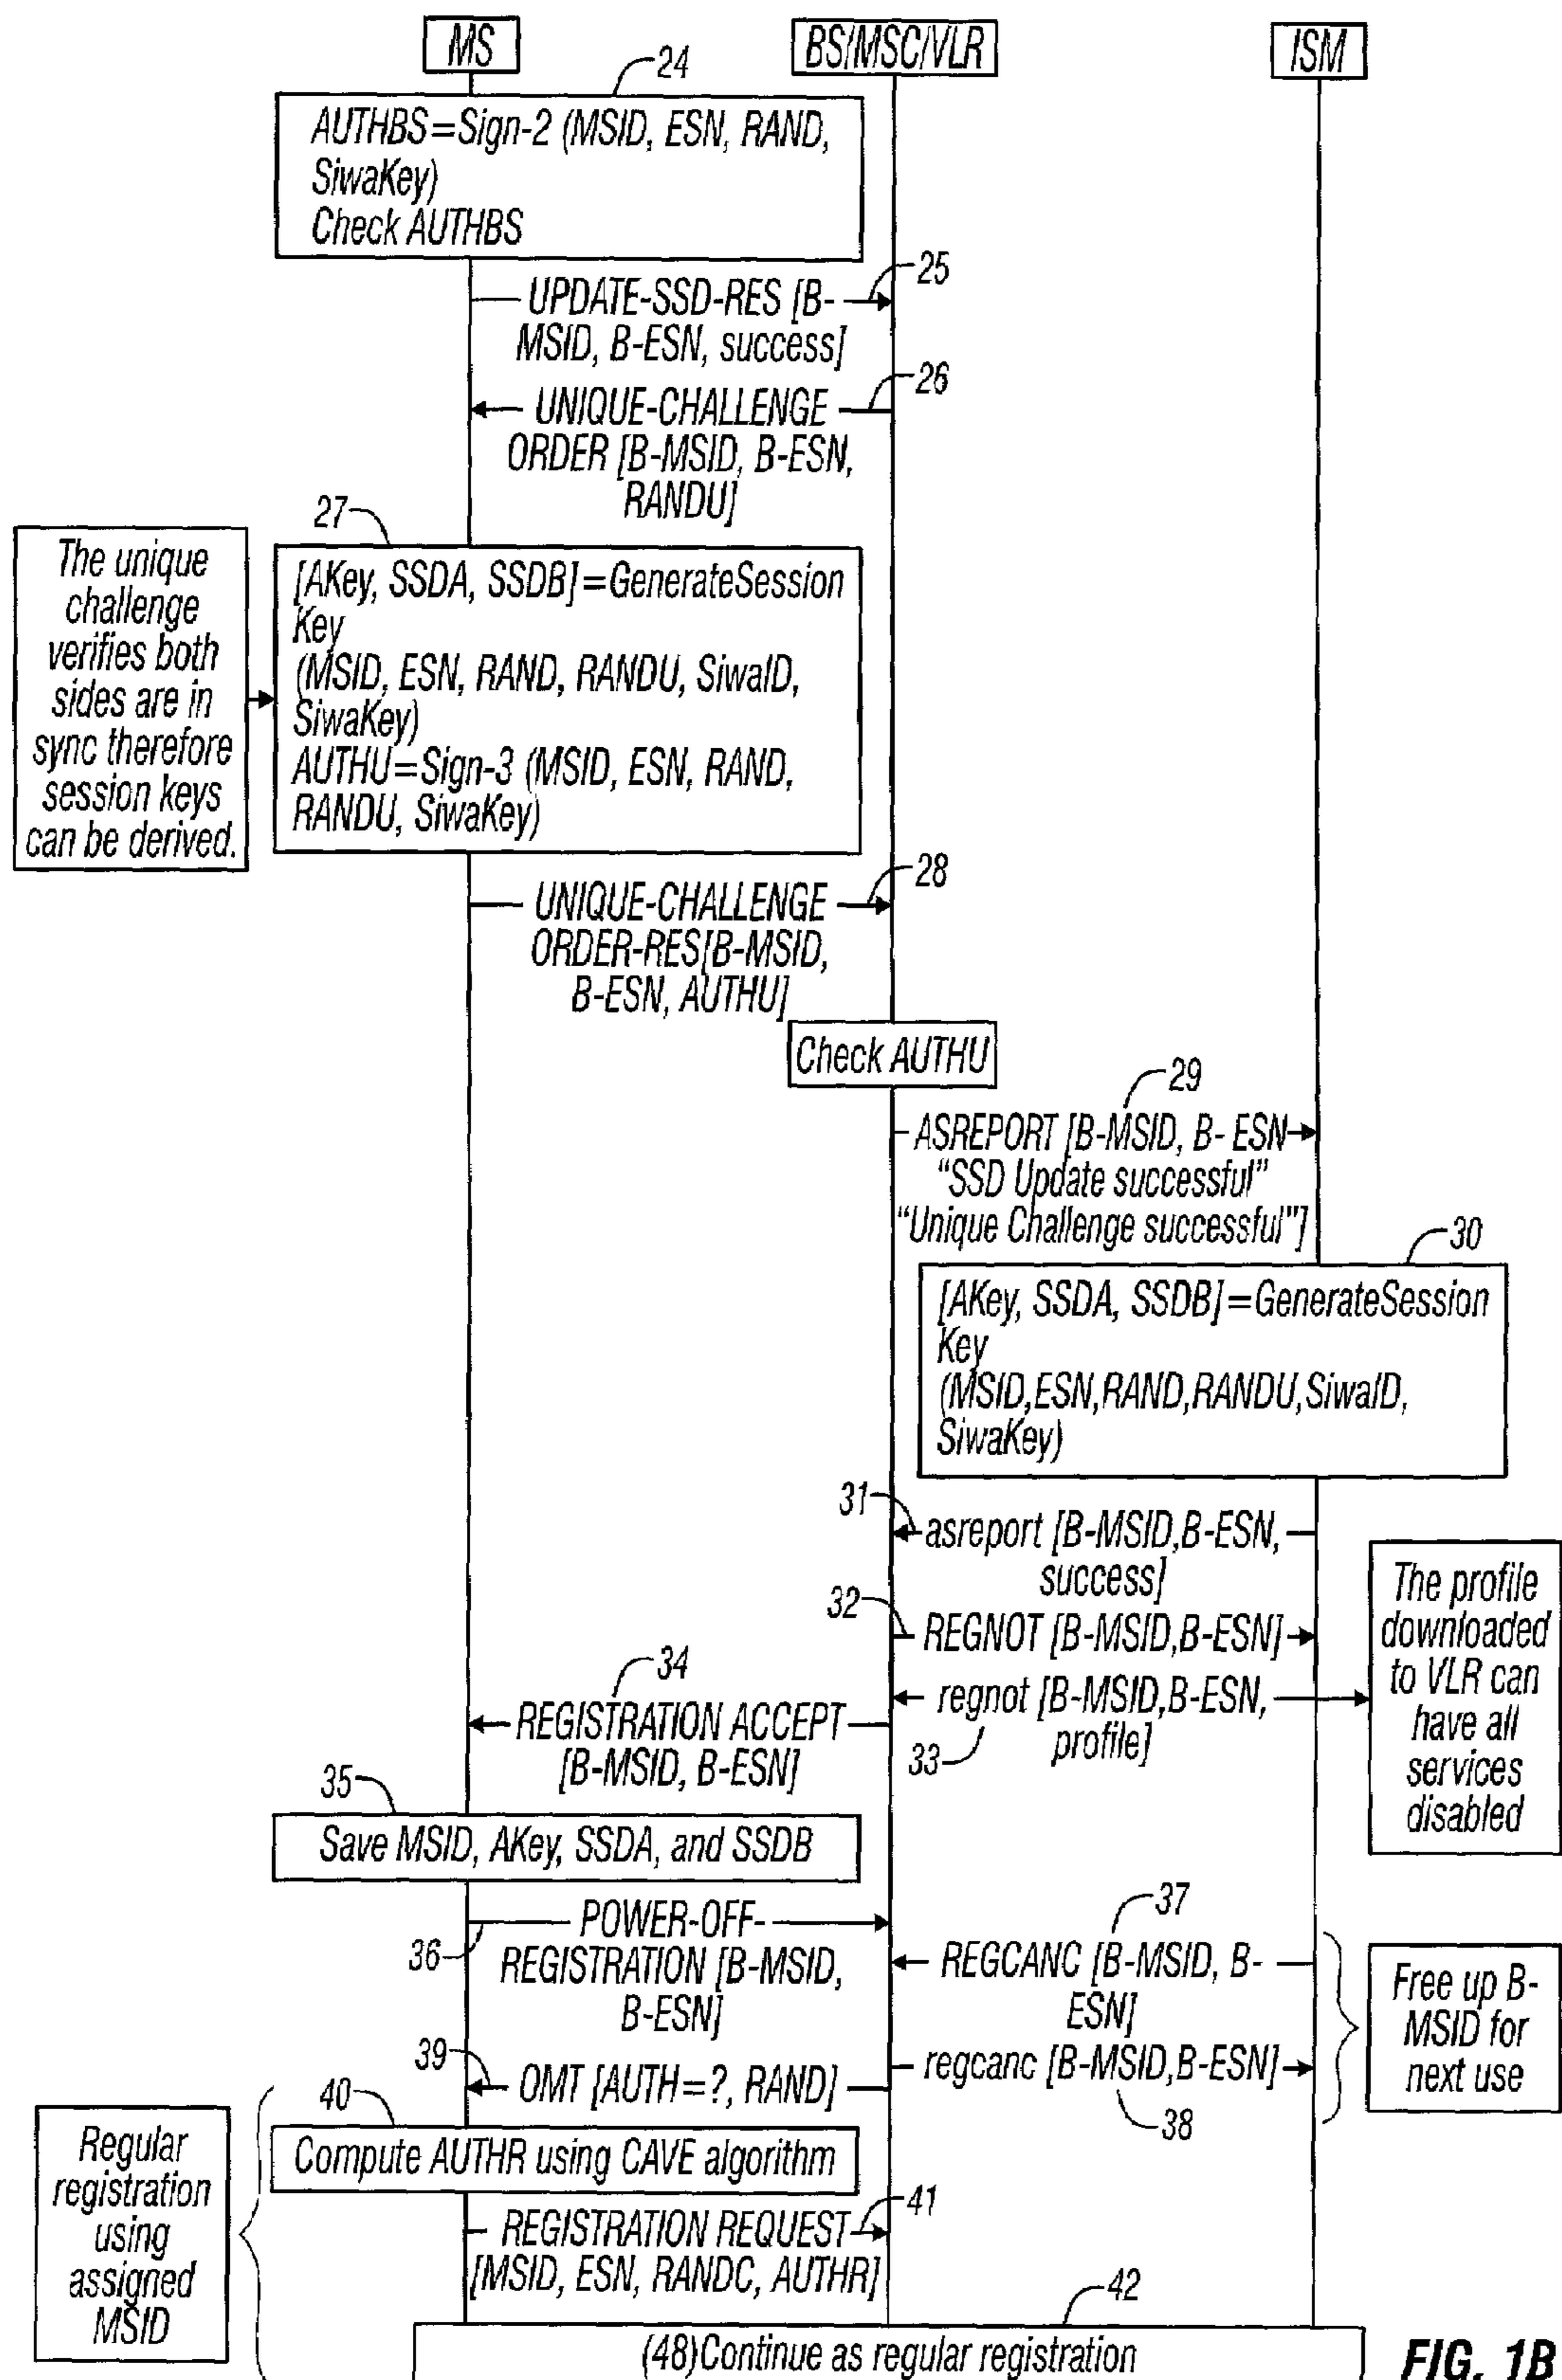 MS
BS/MSC/VLR
ISM
24
AUTHBS=Sign-2 (MSID, ESN, RAND,
SiwaKey)
Check AUTHBS
25
UPDATE-SSD-RES [B-
MSID, B-ESN, success]
26
UNIQUE-CHALLENGE
ORDER [B-MSID, B-ESN,
RANDU]
27
The unique
challenge
verifies both
sides are in
sync therefore
session keys
can be derived.
[AKey, SSDA, SSDB]=GenerateSession
Key
(MSID, ESN, RAND, RANDU, SiwaID,
SiwaKey)
AUTHU=Sign-3 (MSID, ESN, RAND,
RANDU, SiwaKey)
28
UNIQUE-CHALLENGE
ORDER-RES[B-MSID,
B-ESN, AUTHU]
Check AUTHU
29
ASREPORT [B-MSID, B- ESN
"SSD Update successful"
"Unique Challenge successful"]
30
[AKey, SSDA, SSDB]=GenerateSession
Key
(MSID,ESN,RAND,RANDU,SiwaID,
SiwaKey)
31
asreport [B-MSID,B-ESN,
success]
32
REGNOT [B-MSID,B-ESN]
The profile
downloaded
to VLR can
have all
services
disabled
34
REGISTRATION ACCEPT
[B-MSID, B-ESN]
regnot [B-MSID,B-ESN,
profile]
33
35
Save MSID, AKey, SSDA, and SSDB
36
POWER-OFF-
REGISTRATION [B-MSID,
B-ESN]
37
REGCANC [B-MSID, B-
ESN]
Free up B-
MSID for
next use
regcanc [B-MSID,B-ESN]
38
39
OMT [AUTH=?, RAND]
40
Regular
registration
using
assigned
MSID
Compute AUTHR using CAVE algorithm
41
REGISTRATION REQUEST
[MSID, ESN, RANDC, AUTHR]
42
(48)Continue as regular registration
FIG. 1B